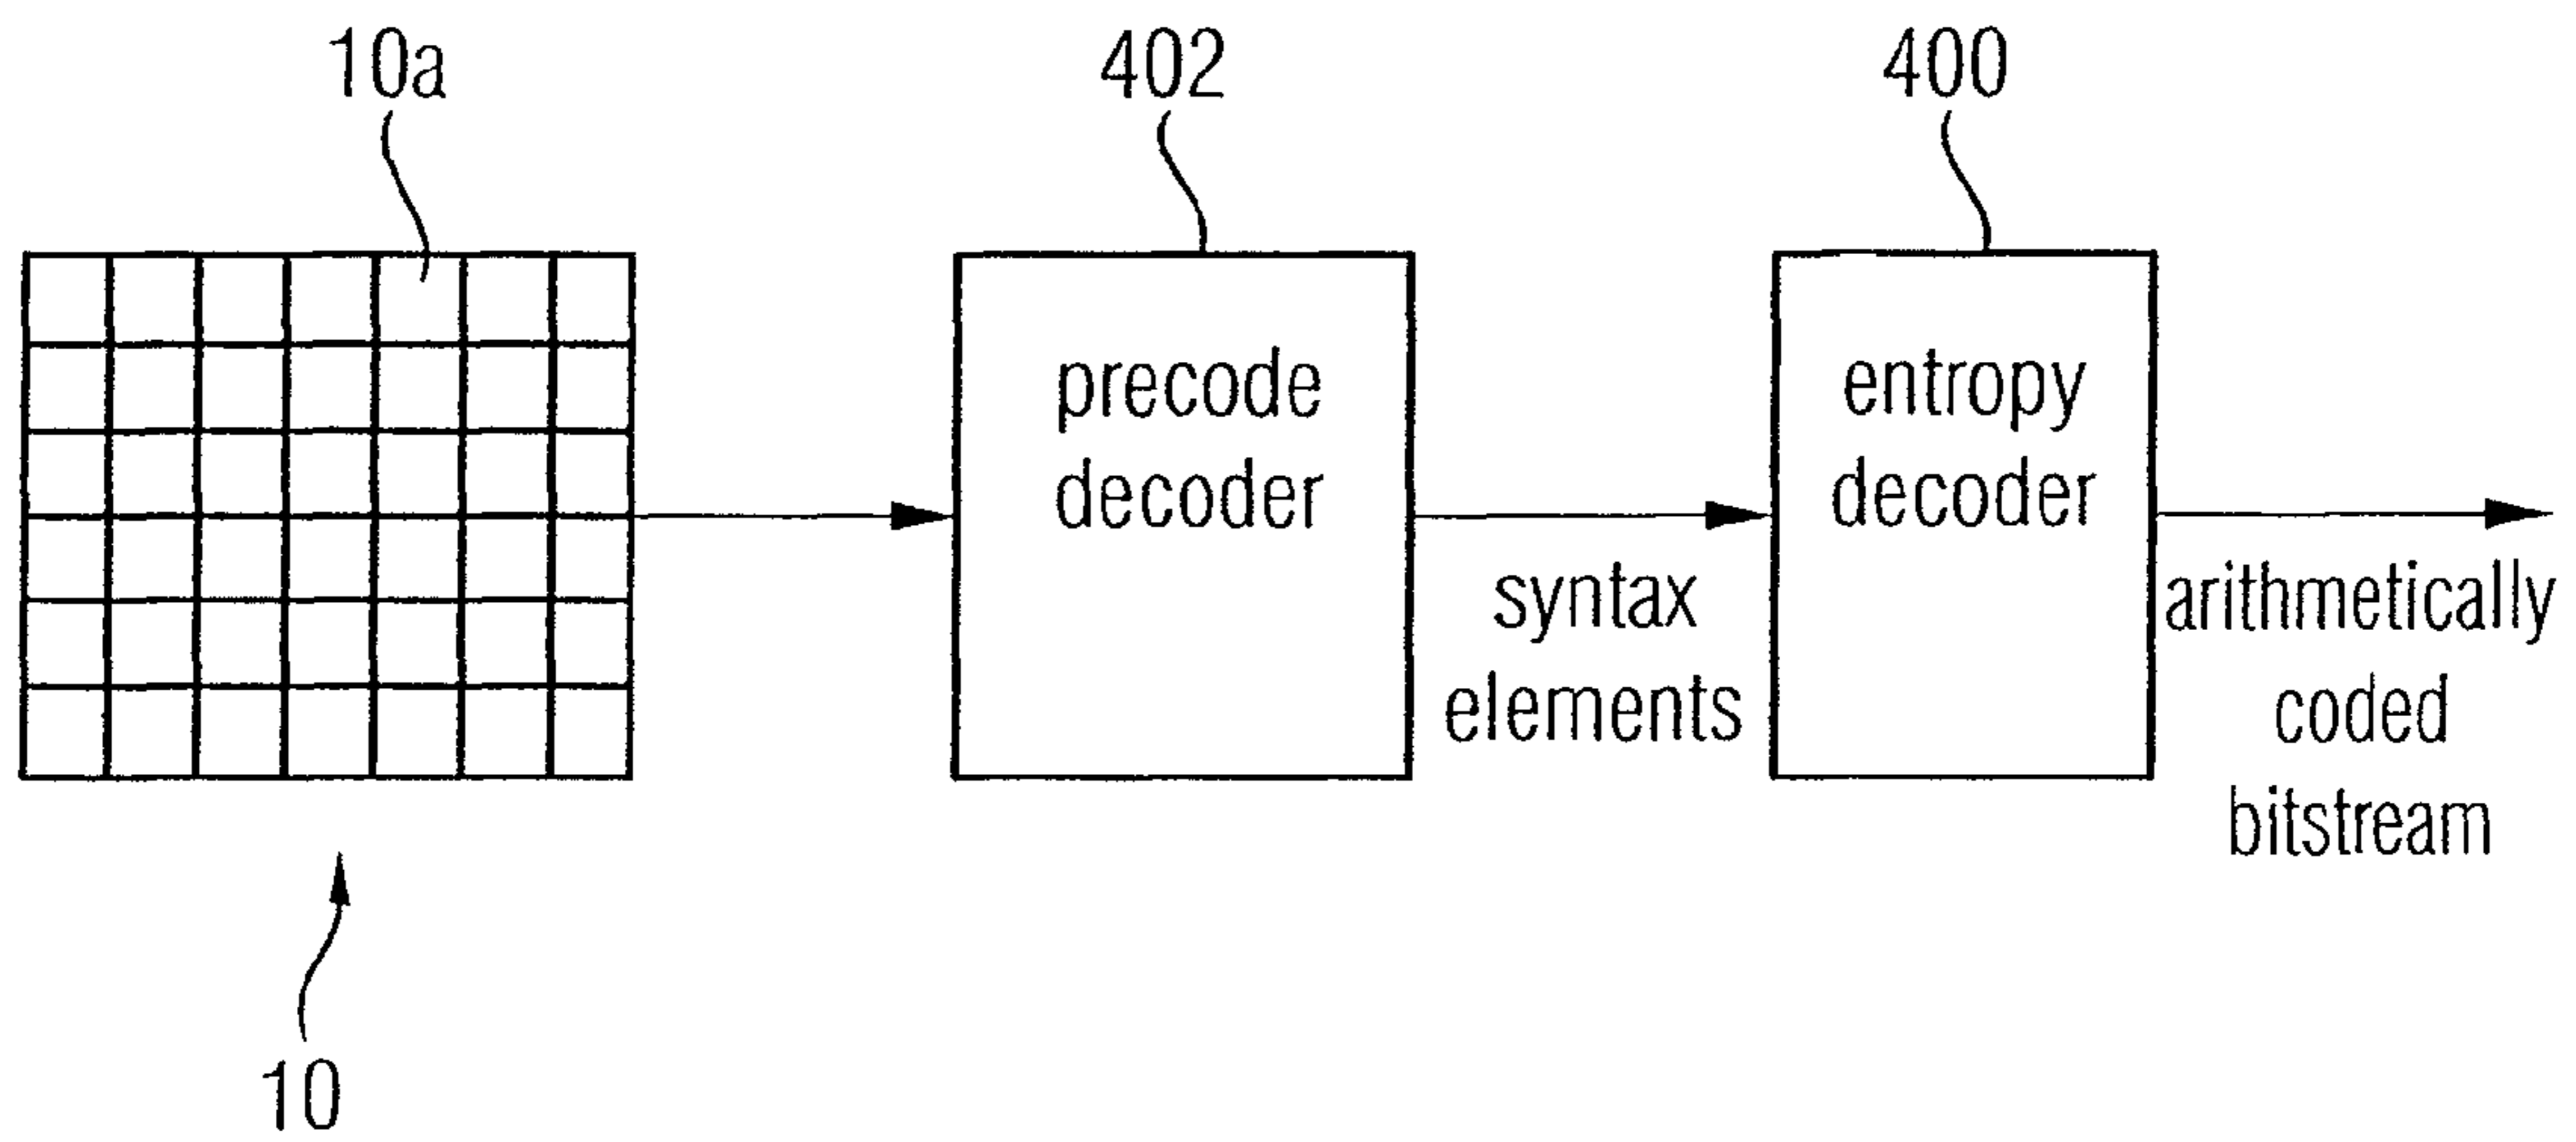 10a
402
400
precode
decoder
entropy
decoder
syntax
elements
arithmetically
coded
bitstream
10